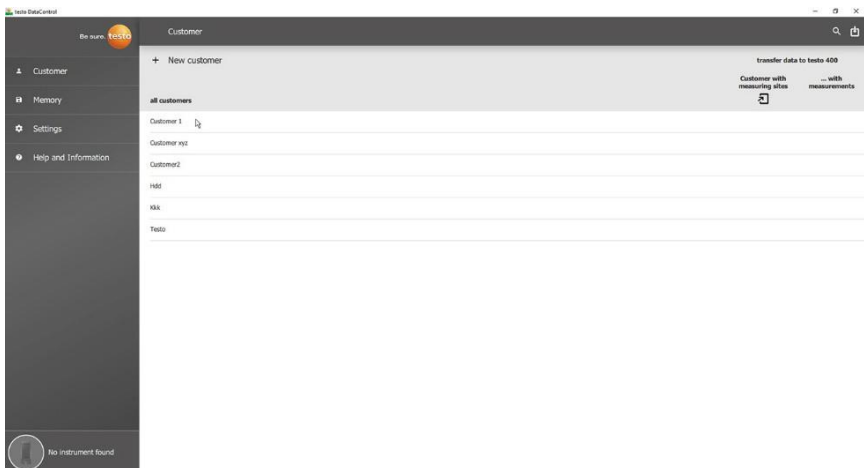 testo DataControl
Be sure. testo
Customer
Customer
Memory
Settings
Help and Information
+ New customer
transfer data to testo 400
Customer with
measuring sites
... with
measurements
all customers
Customer 1
Customer xyz
Customer2
Hdd
Kkk
Testo
No instrument found